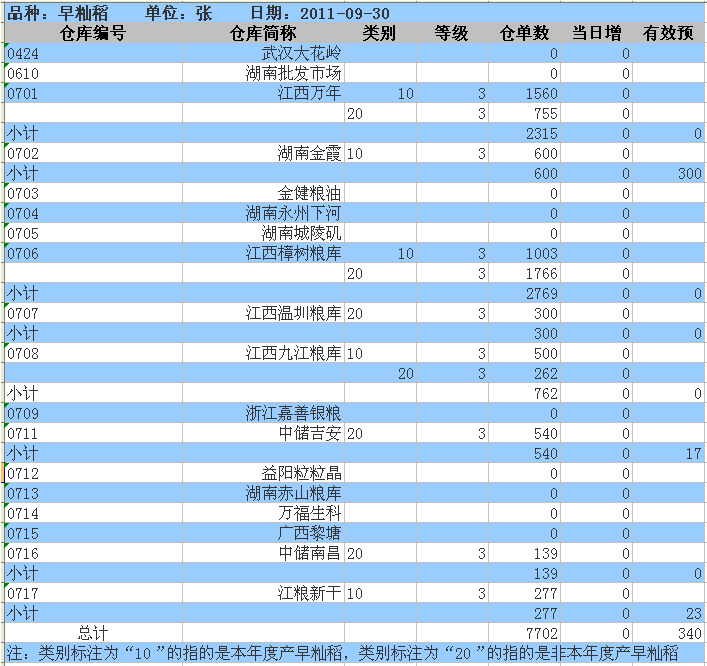 品种：早籼稻 单位：张 日期：2011-09-30
仓库编号 仓库简称 类别 等级 仓单数 当日增 有效预
0424 武汉大花岭 0 0
0610 湖南批发市场 0 0
0701 江西万年 10 3 1560 0
20 3 755 0
小计 2315 0 0
0702 湖南金霞 10 3 600 0
小计 600 0 300
0703 金健粮油 0 0
0704 湖南永州下河 0 0
0705 湖南城陵矶 0 0
0706 江西樟树粮库 10 3 1003 0
20 3 1766 0
小计 2769 0 0
0707 江西温圳粮库 20 3 300 0
小计 300 0 0
0708 江西九江粮库 10 3 500 0
20 3 262 0
小计 762 0 0
0709 浙江嘉善银粮 0 0
0711 中储吉安 20 3 540 0
小计 540 0 17
0712 益阳粒粒晶 0 0
0713 湖南赤山粮库 0 0
0714 万福生科 0 0
0715 广西黎塘 0 0
0716 中储南昌 20 3 139 0
小计 139 0 0
0717 江粮新干 10 3 277 0
小计 277 0 23
总计 7702 0 340
注：类别标注为“10”的指的是本年度产早籼稻，类别标注为“20”的指的是非本年度产早籼稻